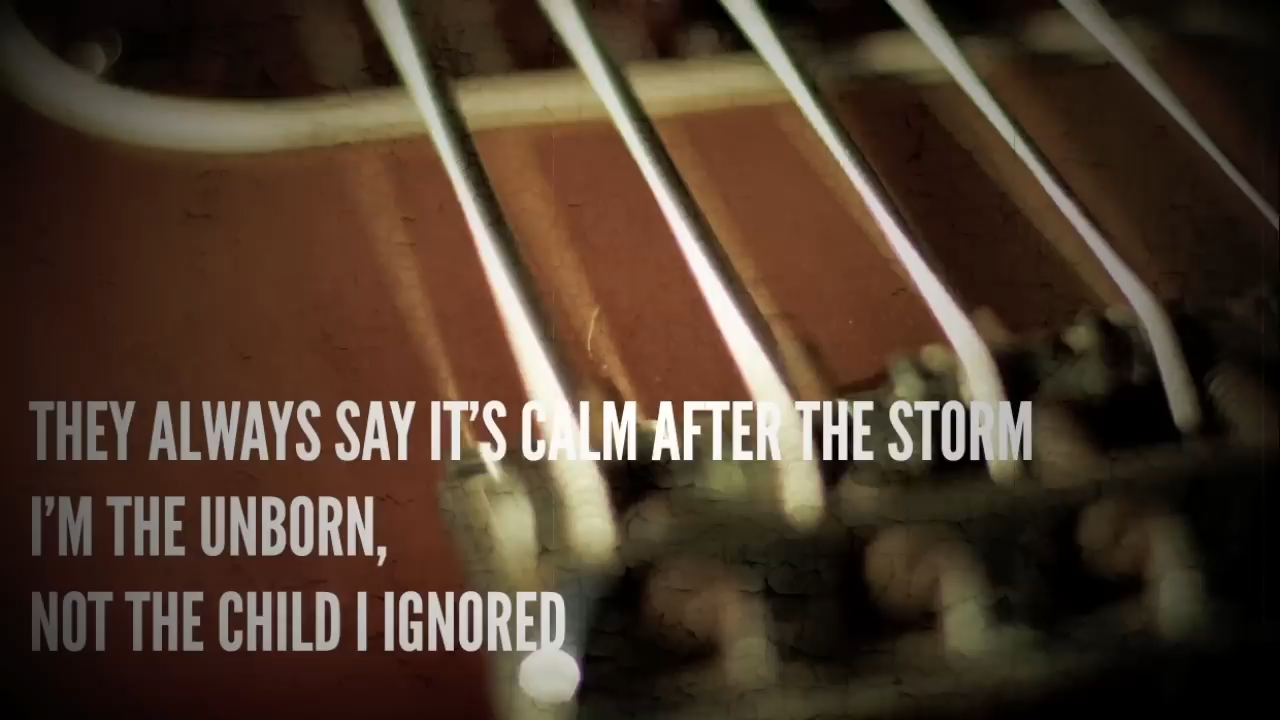 THEY ALWAYS SAY IT'S CALM AFTER THE STORM
I'M THE UNBORN,
NOT THE CHILD I IGNORED